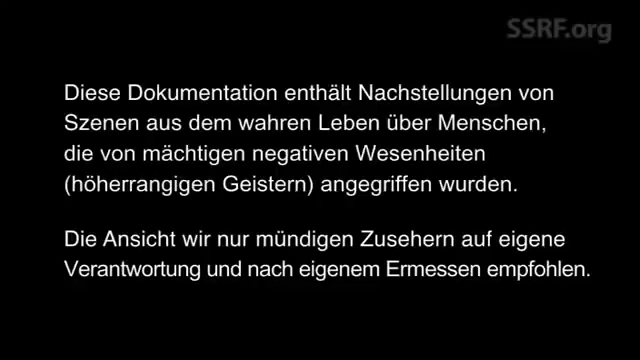 SSRF.org
Diese Dokumentation enthält Nachstellungen von
Szenen aus dem wahren Leben über Menschen,
die von mächtigen negativen Wesenheiten
(höherrangigen Geistern) angegriffen wurden.
Die Ansicht wir nur mündigen Zusehern auf eigene
Verantwortung und nach eigenem Ermessen empfohlen.